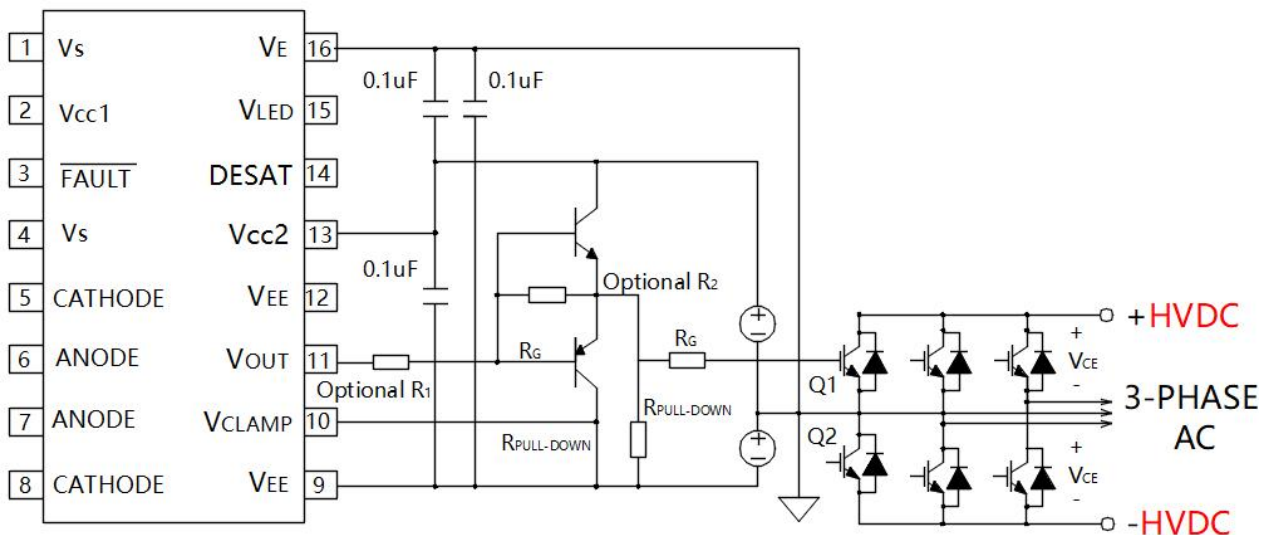 1 Vs VE 16
0.1uF 0.1uF
2 Vcc1 VLED 15
3 FAULT DESAT 14
4 Vs Vcc2 13
0.1uF
Optional R2
5 CATHODE VEE 12
+HVDC
6 ANODE VOUT 11
RG RG
+
VCE
-
Optional R1
Q1
3-PHASE
AC
7 ANODE VCLAMP 10
RPULL-DOWN
RPULL-DOWN
Q2
+
VCE
-
8 CATHODE VEE 9
-HVDC
+
-
+
-